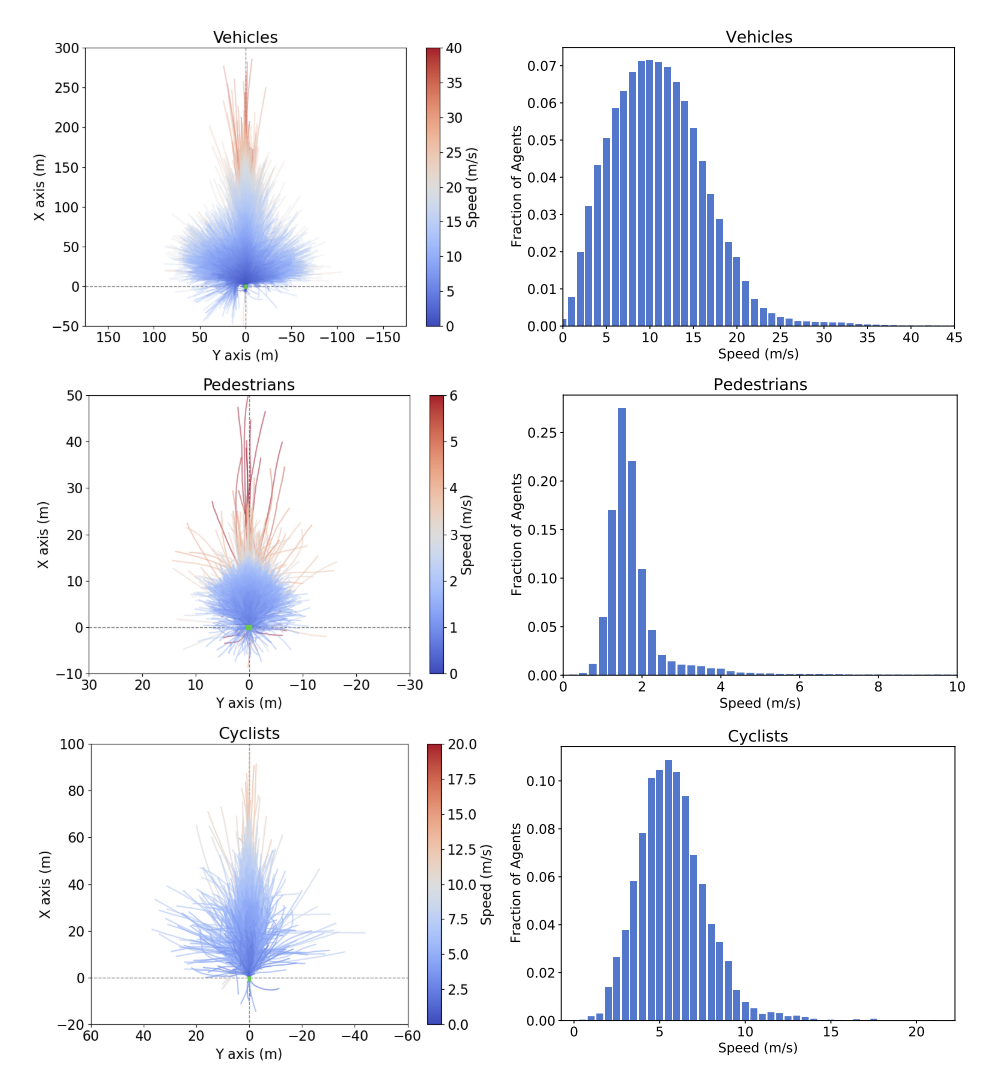 Vehicles
300
250
200
150
100
50
0
−50
X axis (m)
150 100 50 0 −50 −100 −150
Y axis (m)
40
35
30
25
20
15
10
5
0
Speed (m/s)
Vehicles
0.07
0.06
0.05
0.04
0.03
0.02
0.01
0.00
Fraction of Agents
0 5 10 15 20 25 30 35 40 45
Speed (m/s)
Pedestrians
50
40
30
20
10
0
−10
X axis (m)
30 20 10 0 −10 −20 −30
Y axis (m)
6
5
4
3
2
1
0
Speed (m/s)
Pedestrians
0.25
0.20
0.15
0.10
0.05
0.00
Fraction of Agents
0 2 4 6 8 10
Speed (m/s)
Cyclists
100
80
60
40
20
0
−20
X axis (m)
60 40 20 0 −20 −40 −60
Y axis (m)
20.0
17.5
15.0
12.5
10.0
7.5
5.0
2.5
0.0
Speed (m/s)
Cyclists
0.10
0.08
0.06
0.04
0.02
0.00
Fraction of Agents
0 5 10 15 20
Speed (m/s)